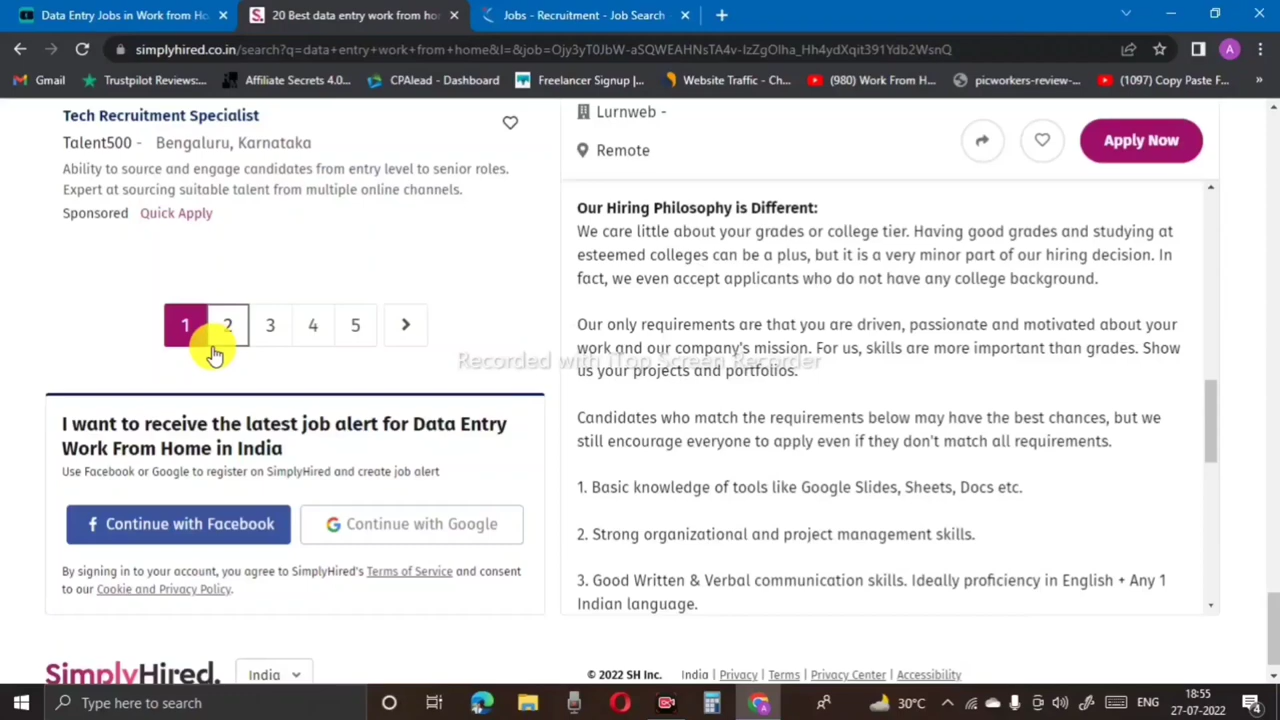 Data Entry Jobs in Work from Ho
20 Best data entry work from ho
Jobs - Recruitment - Job Search
simplyhired.co.in/search?q=data+entry+work+from+home&l=&job=Ojy3yT0JbW-aSQWEAHNsTA4v-IzZgOlha_Hh4ydXqit391Ydb2WsnQ
A
Gmail
Trustpilot Reviews:...
Affiliate Secrets 4.0...
CPAlead - Dashboard
Freelancer Signup |...
Website Traffic - Ch...
(980) Work From H...
picworkers-review-...
(1097) Copy Paste F...
»
Tech Recruitment Specialist
Talent500 - Bengaluru, Karnataka
Ability to source and engage candidates from entry level to senior roles.
Expert at sourcing suitable talent from multiple online channels.
Sponsored Quick Apply
1 2 3 4 5
I want to receive the latest job alert for Data Entry
Work From Home in India
Use Facebook or Google to register on SimplyHired and create job alert
Continue with Facebook
Continue with Google
By signing in to your account, you agree to SimplyHired's Terms of Service and consent
to our Cookie and Privacy Policy.
Lurnweb -
Remote
Apply Now
Our Hiring Philosophy is Different:
We care little about your grades or college tier. Having good grades and studying at
esteemed colleges can be a plus, but it is a very minor part of our hiring decision. In
fact, we even accept applicants who do not have any college background.
Our only requirements are that you are driven, passionate and motivated about your
work and our company's mission. For us, skills are more important than grades. Show
Recorded with iTop Screen Recorder
us your projects and portfolios.
Candidates who match the requirements below may have the best chances, but we
still encourage everyone to apply even if they don't match all requirements.
1. Basic knowledge of tools like Google Slides, Sheets, Docs etc.
2. Strong organizational and project management skills.
3. Good Written & Verbal communication skills. Ideally proficiency in English + Any 1
Indian language.
SimplyHired.
India
© 2022 SH Inc. India | Privacy | Terms | Privacy Center | Accessibility
Type here to search
30°C
ENG
18:55
27-07-2022
4